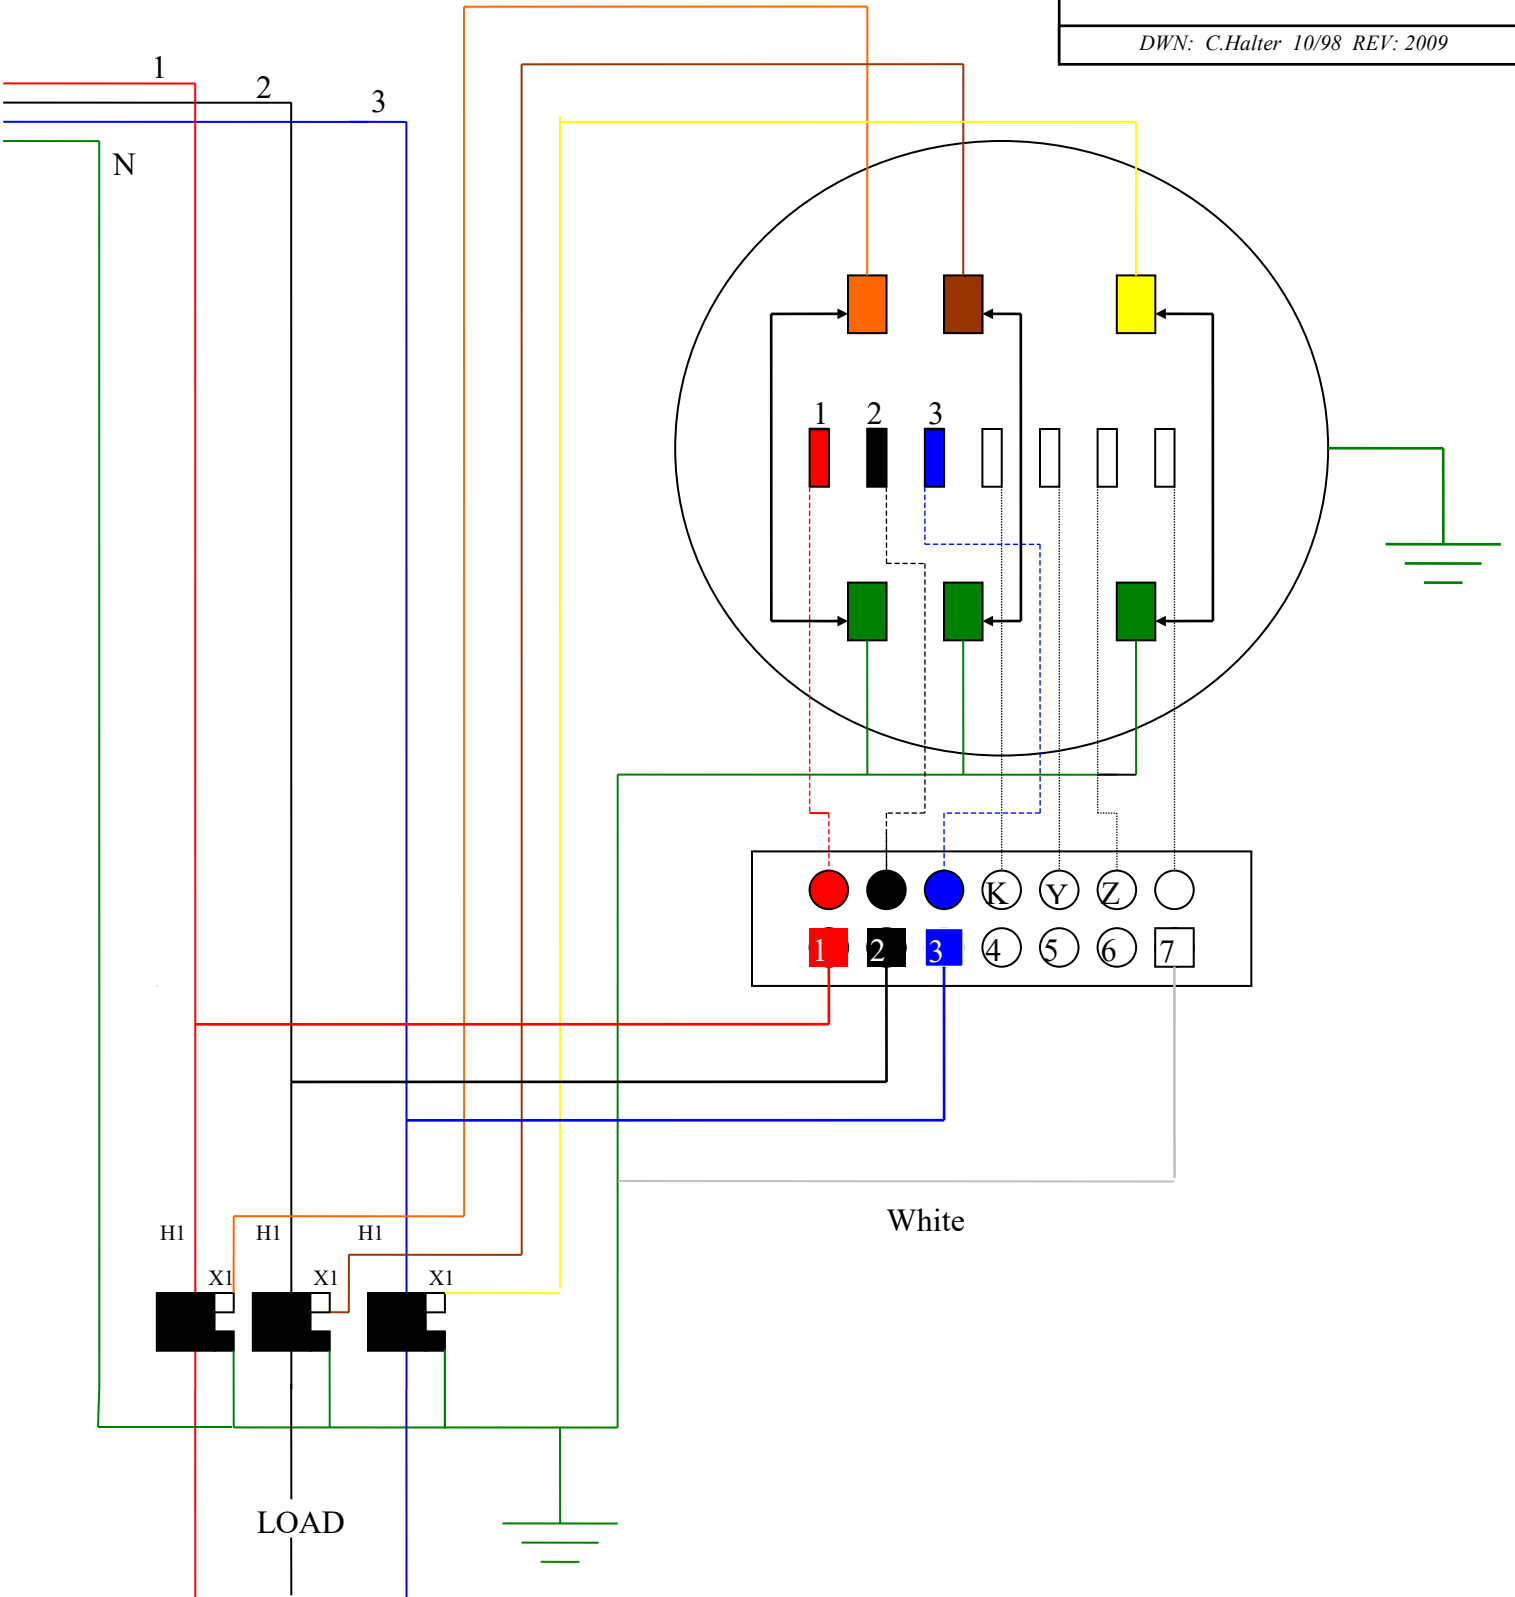 DWN: C.Halter 10/98 REV: 2009
1
2
3
N
1 2 3
K Y Z
1 2 3 4 5 6 7
White
H1 H1 H1
X1 X1 X1
LOAD